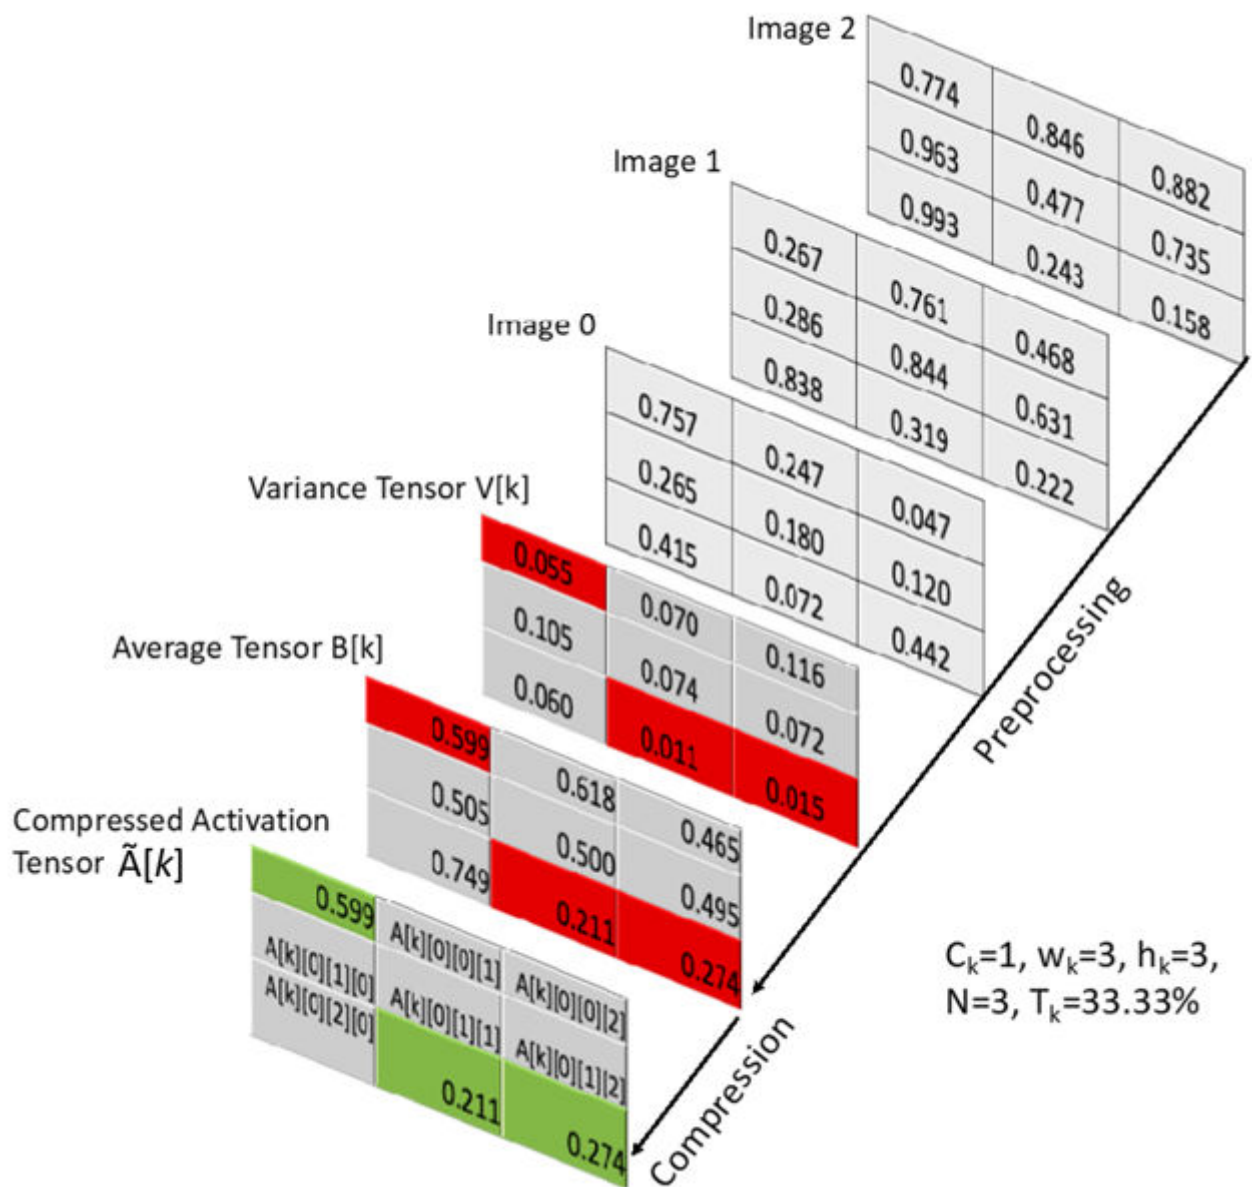 Image 2
0.774 0.846 0.882
0.963 0.477 0.735
0.993 0.243 0.158
Image 1
0.267 0.761 0.468
0.286 0.844 0.631
0.838 0.319 0.222
Image 0
0.757 0.247 0.047
0.265 0.180 0.120
0.415 0.072 0.442
Variance Tensor V[k]
0.055 0.070 0.116
0.105 0.074 0.072
0.060 0.011 0.015
Average Tensor B[k]
0.599 0.618 0.465
0.505 0.500 0.495
0.749 0.211 0.274
Compressed Activation
Tensor Ã[k]
0.599 A[k][0][0][1] A[k][0][0][2]
A[k][0][1][0] A[k][0][1][1] A[k][0][1][2]
A[k][0][2][0] 0.211 0.274
Preprocessing
Compression
Cₖ=1, wₖ=3, hₖ=3,
N=3, Tₖ=33.33%